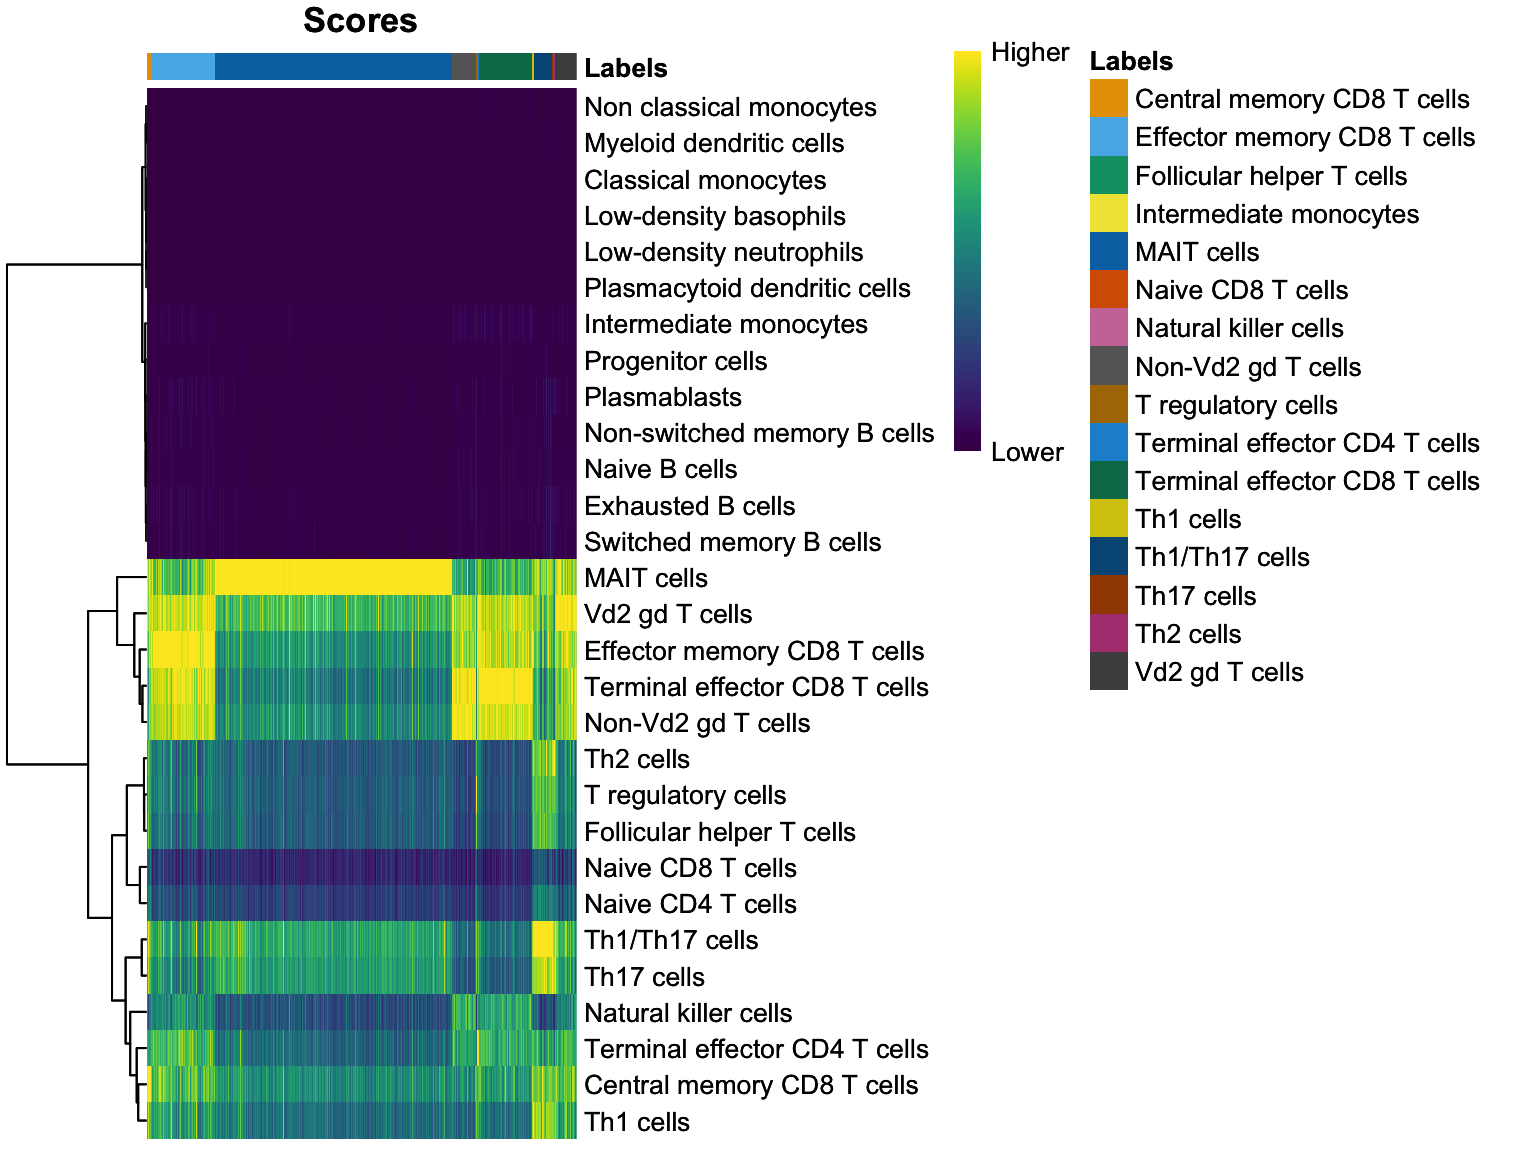 Scores
Labels
Non classical monocytes
Myeloid dendritic cells
Classical monocytes
Low-density basophils
Low-density neutrophils
Plasmacytoid dendritic cells
Intermediate monocytes
Progenitor cells
Plasmablasts
Non-switched memory B cells
Naive B cells
Exhausted B cells
Switched memory B cells
MAIT cells
Vd2 gd T cells
Effector memory CD8 T cells
Terminal effector CD8 T cells
Non-Vd2 gd T cells
Th2 cells
T regulatory cells
Follicular helper T cells
Naive CD8 T cells
Naive CD4 T cells
Th1/Th17 cells
Th17 cells
Natural killer cells
Terminal effector CD4 T cells
Central memory CD8 T cells
Th1 cells
Higher
Lower
Labels
Central memory CD8 T cells
Effector memory CD8 T cells
Follicular helper T cells
Intermediate monocytes
MAIT cells
Naive CD8 T cells
Natural killer cells
Non-Vd2 gd T cells
T regulatory cells
Terminal effector CD4 T cells
Terminal effector CD8 T cells
Th1 cells
Th1/Th17 cells
Th17 cells
Th2 cells
Vd2 gd T cells